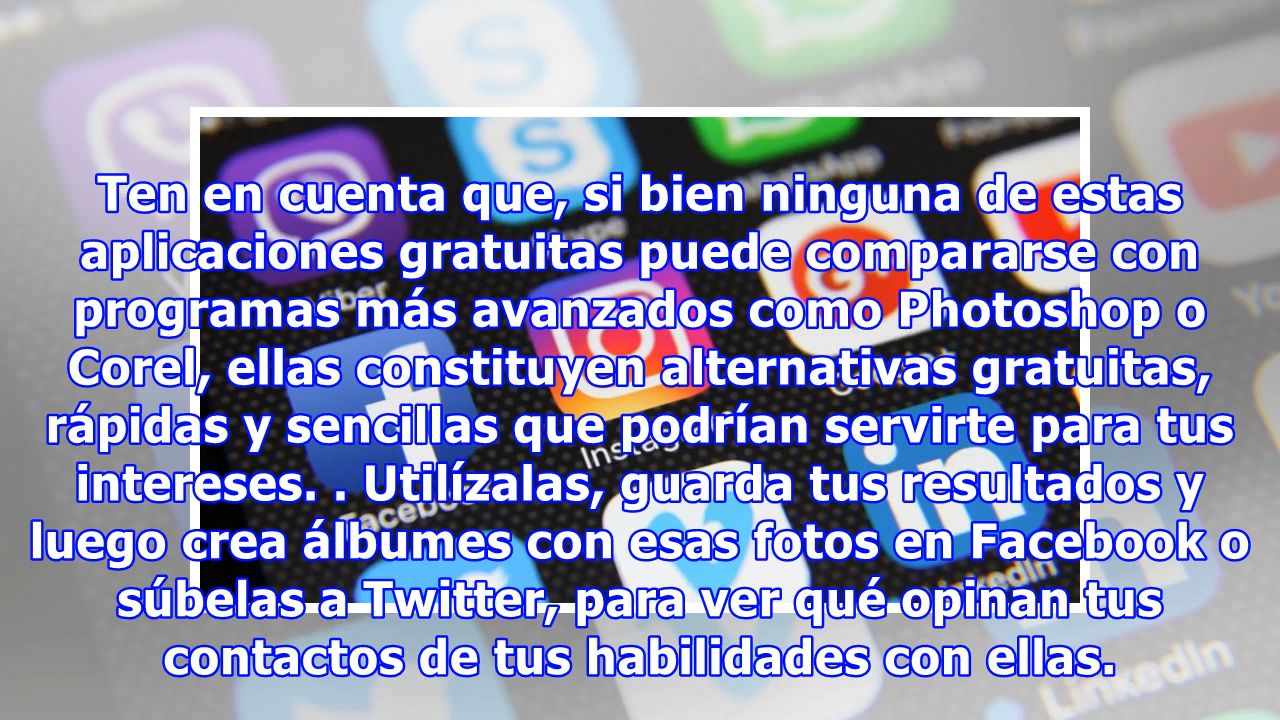 Ten en cuenta que, si bien ninguna de estas
aplicaciones gratuitas puede compararse con
programas más avanzados como Photoshop o
Corel, ellas constituyen alternativas gratuitas,
rápidas y sencillas que podrían servirte para tus
intereses. . Utilízalas, guarda tus resultados y
luego crea álbumes con esas fotos en Facebook o
súbelas a Twitter, para ver qué opinan tus
contactos de tus habilidades con ellas.
Viber
LinkedIn
LinkedIn